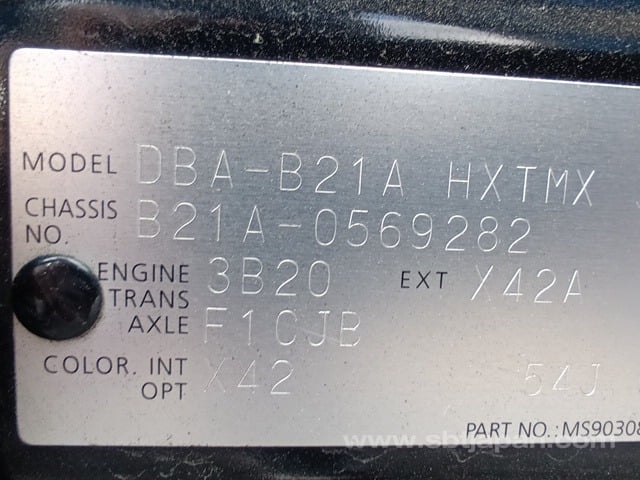 MODEL DBA-B21A HXTMX
CHASSIS NO. B21A-0569282
ENGINE 3B20 EXT X42A
TRANS AXLE F1CJB
COLOR. INT OPT X42 54J
PART NO.:MS90308
www.sbtjapan.com